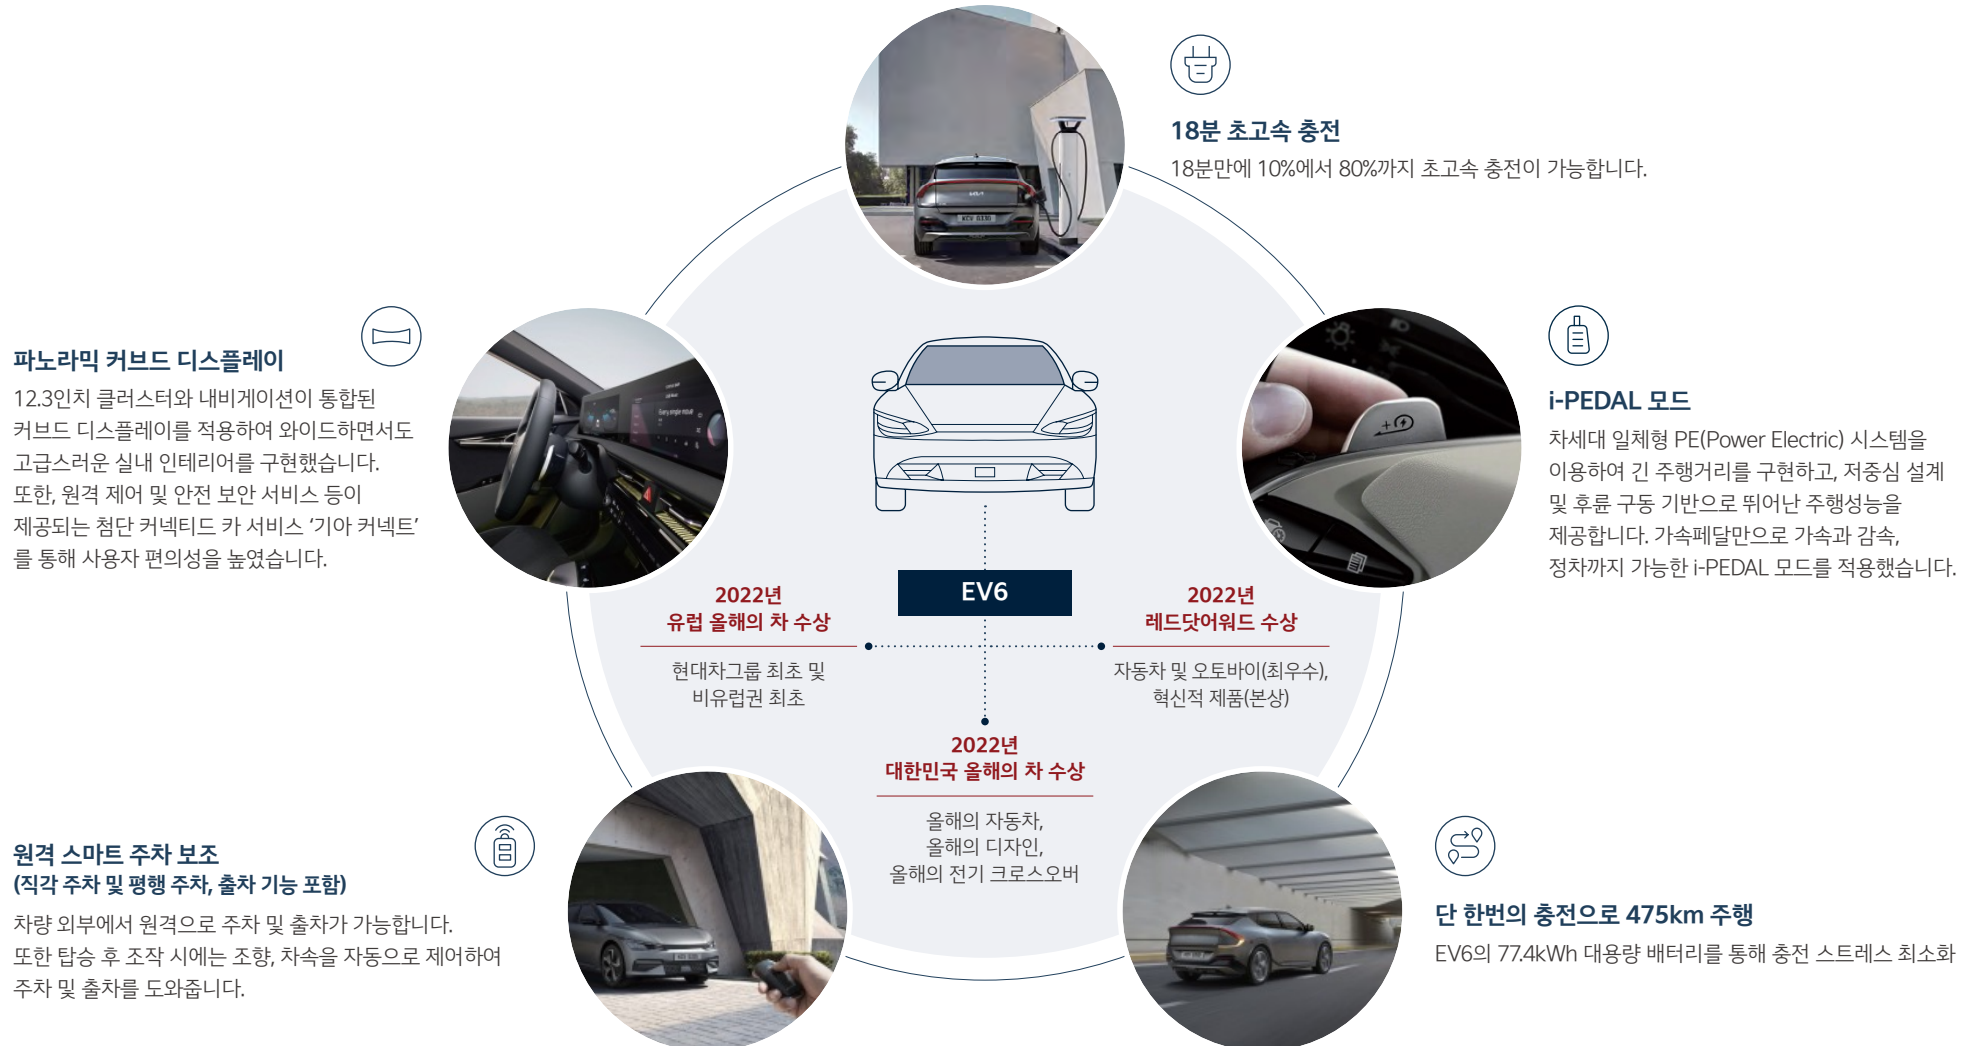 18분 초고속 충전
18분만에 10%에서 80%까지 초고속 충전이 가능합니다.
파노라믹 커브드 디스플레이
12.3인치 클러스터와 내비게이션이 통합된
커브드 디스플레이를 적용하여 와이드하면서도
고급스러운 실내 인테리어를 구현했습니다.
또한, 원격 제어 및 안전 보안 서비스 등이
제공되는 첨단 커넥티드 카 서비스 ‘기아 커넥트’
를 통해 사용자 편의성을 높였습니다.
i-PEDAL 모드
차세대 일체형 PE(Power Electric) 시스템을
이용하여 긴 주행거리를 구현하고, 저중심 설계
및 후륜 구동 기반으로 뛰어난 주행성능을
제공합니다. 가속페달만으로 가속과 감속,
정차까지 가능한 i-PEDAL 모드를 적용했습니다.
EV6
2022년
유럽 올해의 차 수상
현대차그룹 최초 및
비유럽권 최초
2022년
레드닷어워드 수상
자동차 및 오토바이(최우수),
혁신적 제품(본상)
2022년
대한민국 올해의 차 수상
올해의 자동차,
올해의 디자인,
올해의 전기 크로스오버
원격 스마트 주차 보조
(직각 주차 및 평행 주차, 출차 기능 포함)
차량 외부에서 원격으로 주차 및 출차가 가능합니다.
또한 탑승 후 조작 시에는 조향, 차속을 자동으로 제어하여
주차 및 출차를 도와줍니다.
단 한번의 충전으로 475km 주행
EV6의 77.4kWh 대용량 배터리를 통해 충전 스트레스 최소화